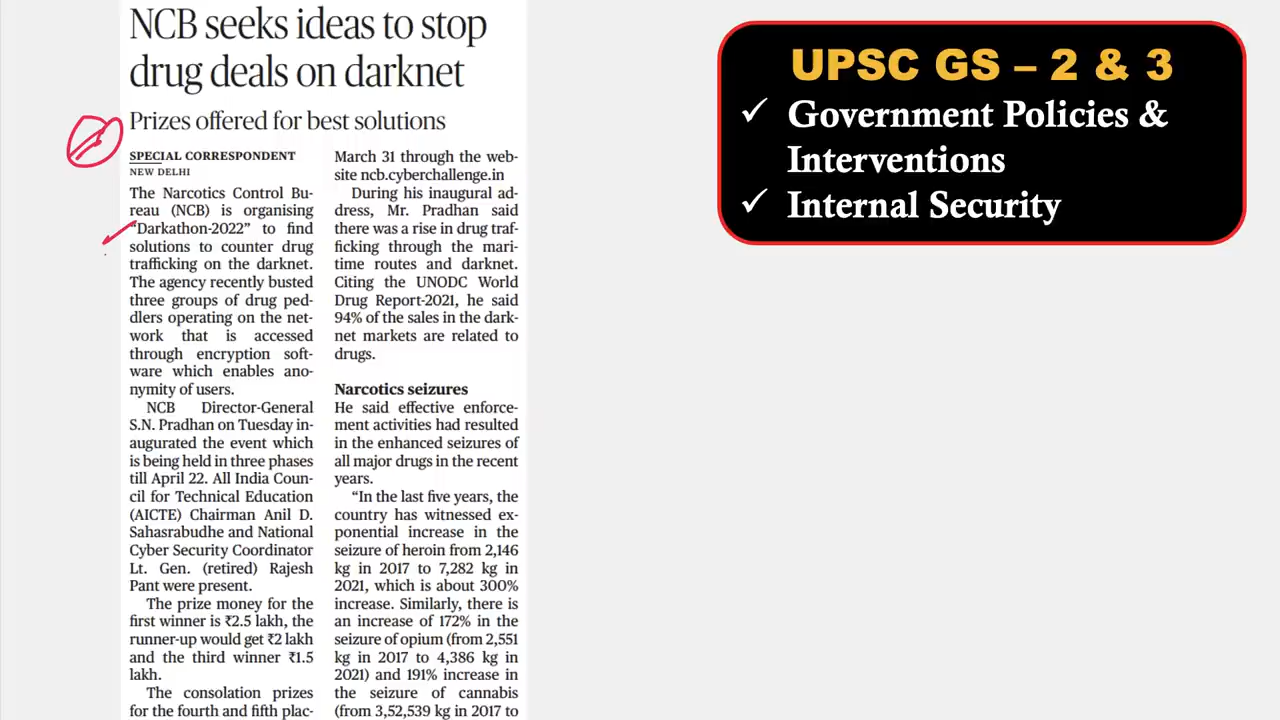 NCB seeks ideas to stop
drug deals on darknet
Prizes offered for best solutions
SPECIAL CORRESPONDENT
NEW DELHI
The Narcotics Control Bu-
reau (NCB) is organising
“Darkathon-2022” to find
solutions to counter drug
trafficking on the darknet.
The agency recently busted
three groups of drug ped-
dlers operating on the net-
work that is accessed
through encryption soft-
ware which enables ano-
nymity of users.
NCB Director-General
S.N. Pradhan on Tuesday in-
augurated the event which
is being held in three phases
till April 22. All India Coun-
cil for Technical Education
(AICTE) Chairman Anil D.
Sahasrabudhe and National
Cyber Security Coordinator
Lt. Gen. (retired) Rajesh
Pant were present.
The prize money for the
first winner is ₹2.5 lakh, the
runner-up would get ₹2 lakh
and the third winner ₹1.5
lakh.
The consolation prizes
for the fourth and fifth plac-
March 31 through the web-
site ncb.cyberchallenge.in
During his inaugural ad-
dress, Mr. Pradhan said
there was a rise in drug traf-
ficking through the mari-
time routes and darknet.
Citing the UNODC World
Drug Report-2021, he said
94% of the sales in the dark-
net markets are related to
drugs.
Narcotics seizures
He said effective enforce-
ment activities had resulted
in the enhanced seizures of
all major drugs in the recent
years.
“In the last five years, the
country has witnessed ex-
ponential increase in the
seizure of heroin from 2,146
kg in 2017 to 7,282 kg in
2021, which is about 300%
increase. Similarly, there is
an increase of 172% in the
seizure of opium (from 2,551
kg in 2017 to 4,386 kg in
2021) and 191% increase in
the seizure of cannabis
(from 3,52,539 kg in 2017 to
UPSC GS – 2 & 3
✓ Government Policies &
Interventions
✓ Internal Security